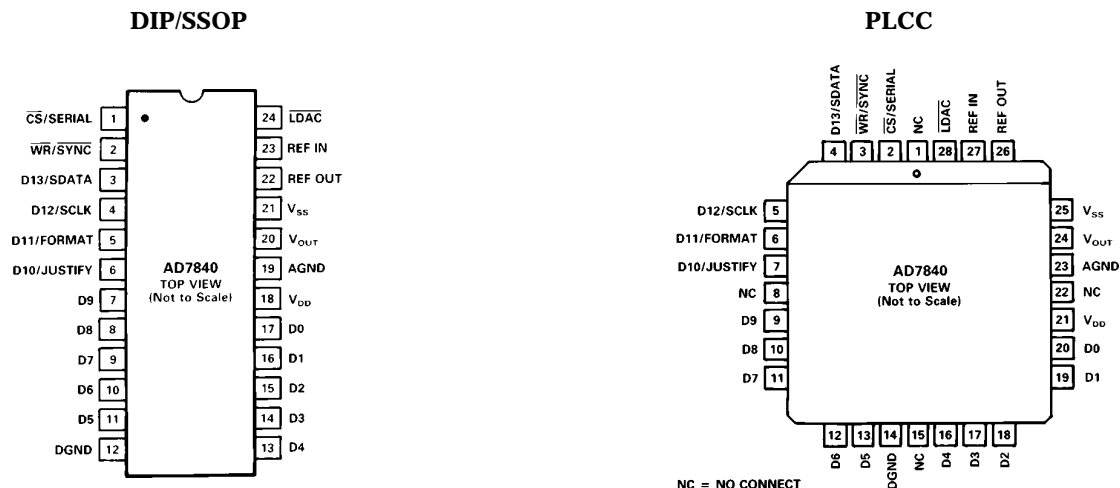 DIP/SSOP
CS/SERIAL 1
WR/SYNC 2
D13/SDATA 3
D12/SCLK 4
D11/FORMAT 5
D10/JUSTIFY 6
D9 7
D8 8
D7 9
D6 10
D5 11
DGND 12
AD7840
TOP VIEW
(Not to Scale)
24 LDAC
23 REF IN
22 REF OUT
21 VSS
20 VOUT
19 AGND
18 VDD
17 D0
16 D1
15 D2
14 D3
13 D4
PLCC
D13/SDATA
WR/SYNC
CS/SERIAL
NC
LDAC
REF IN
REF OUT
4 3 2 1 28 27 26
D12/SCLK 5
D11/FORMAT 6
D10/JUSTIFY 7
NC 8
D9 9
D8 10
D7 11
AD7840
TOP VIEW
(Not to Scale)
25 VSS
24 VOUT
23 AGND
22 NC
21 VDD
20 D0
19 D1
12 13 14 15 16 17 18
D6
D5
DGND
NC
D4
D3
D2
NC = NO CONNECT